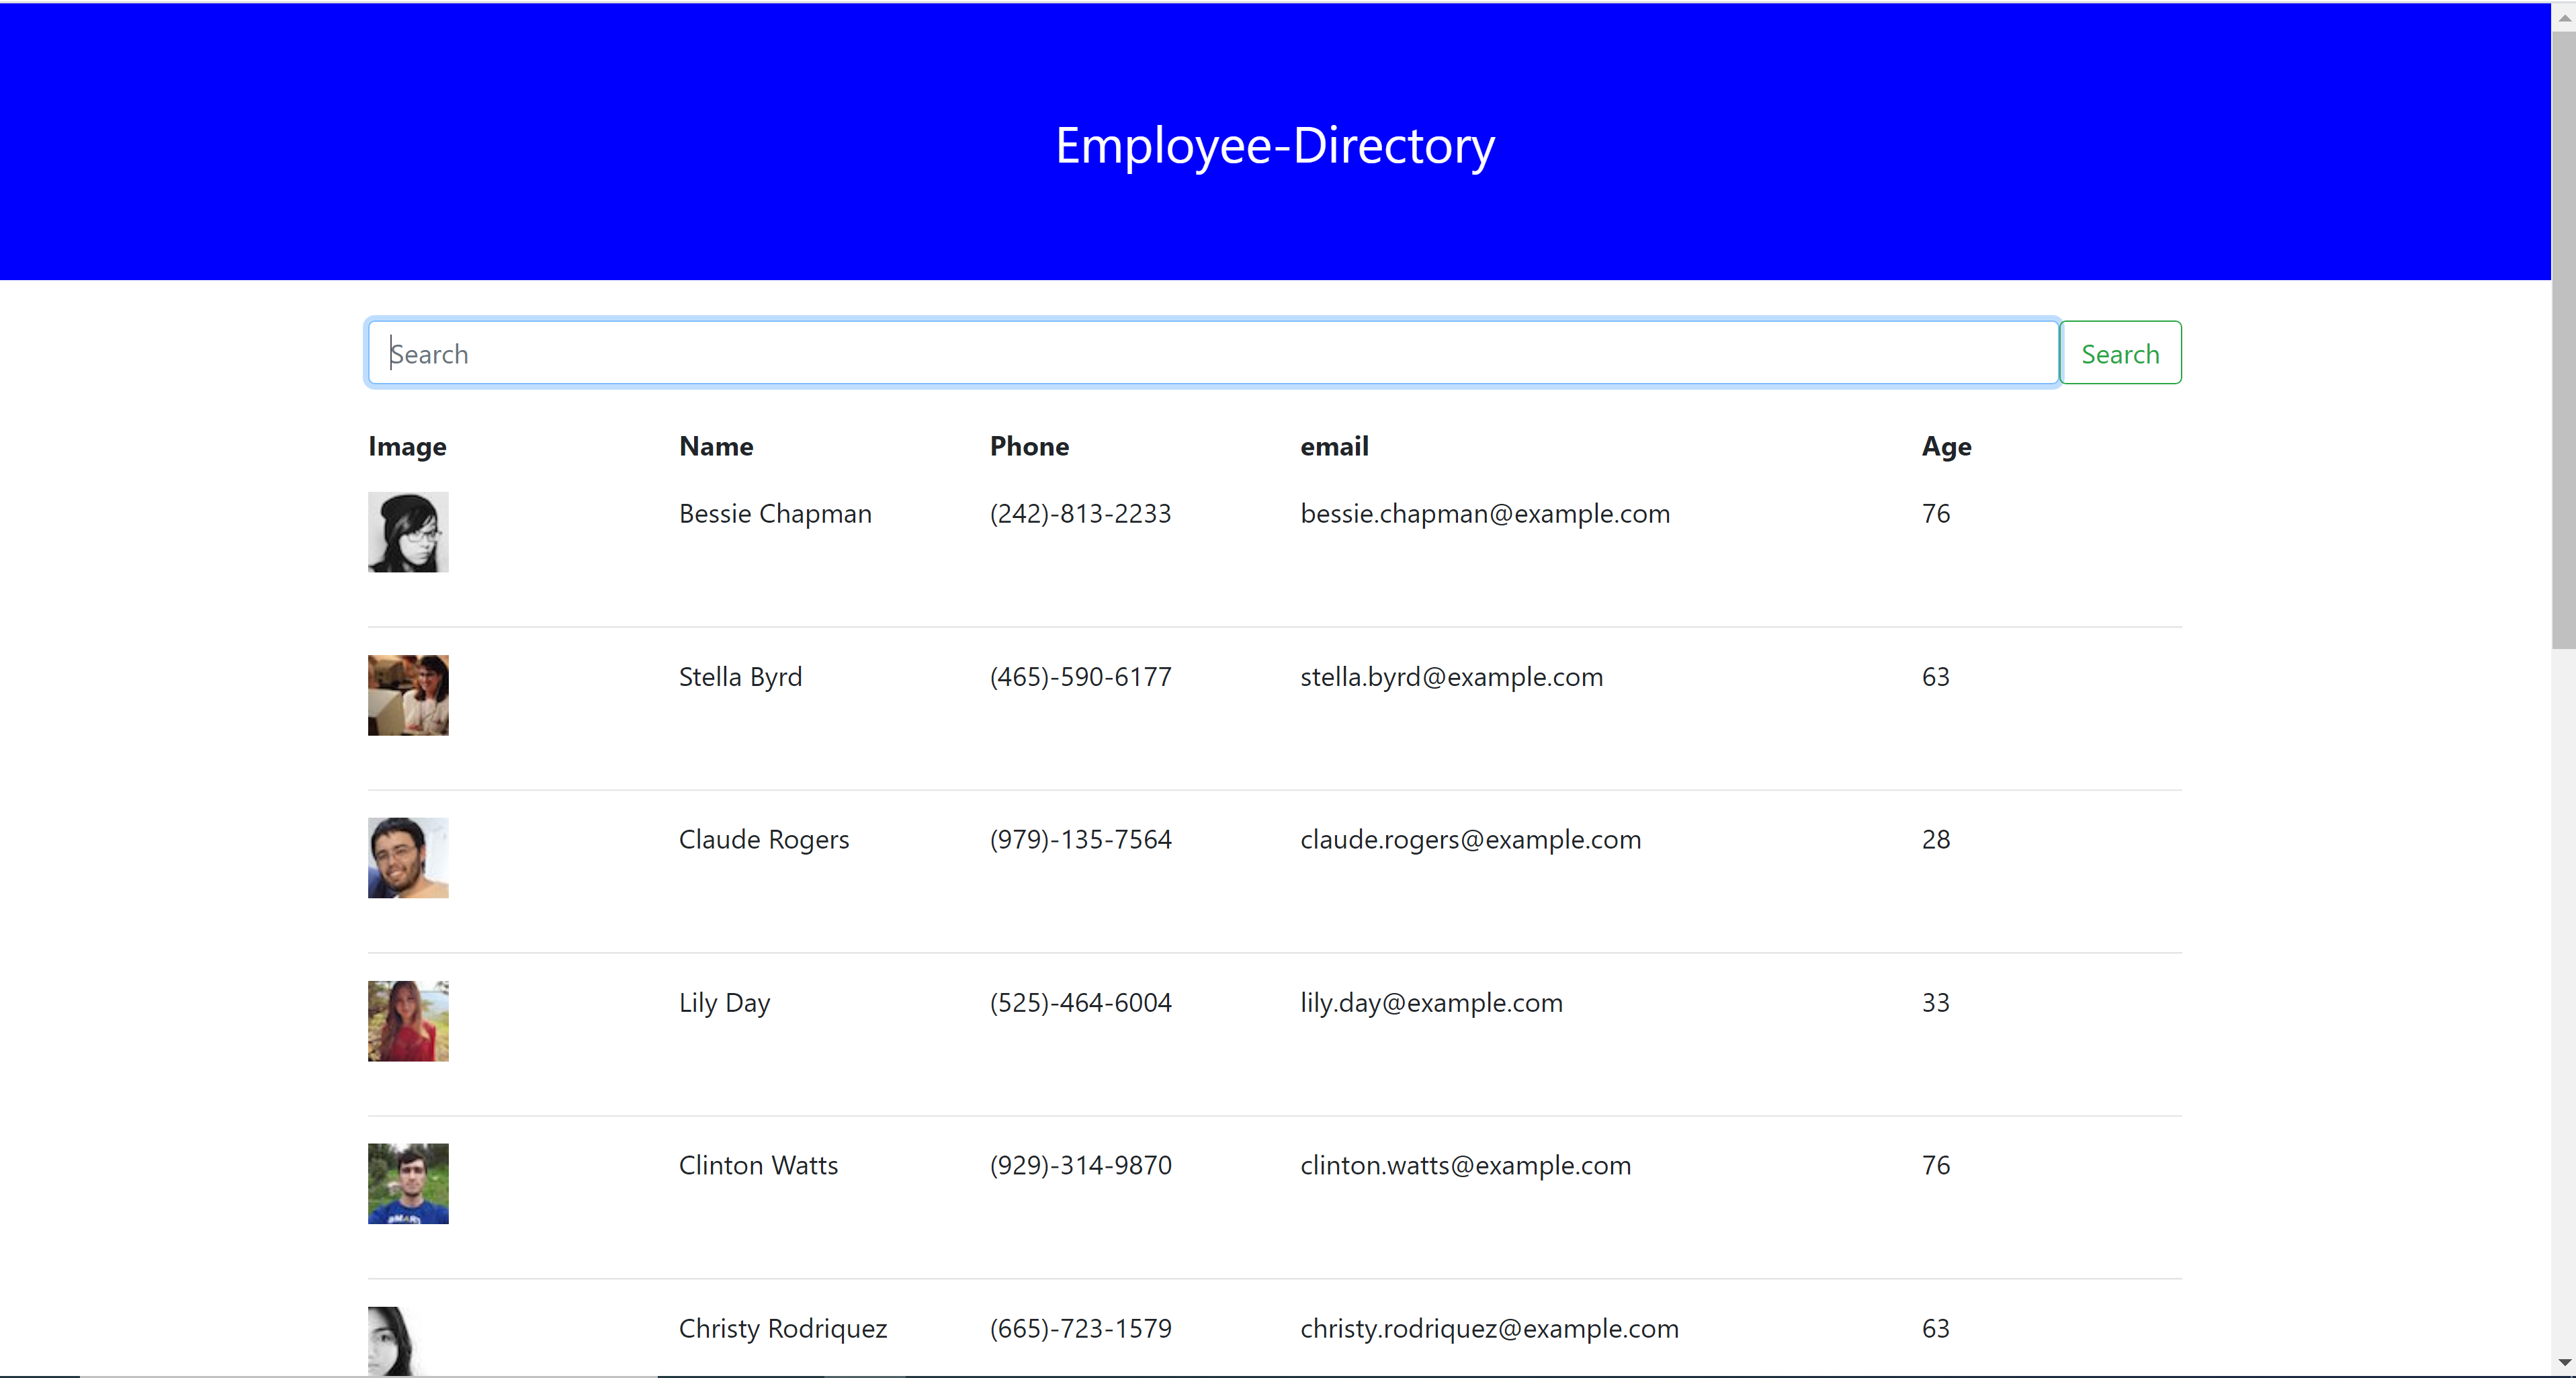 Employee-Directory
Search Search
Image Name Phone email Age
Bessie Chapman (242)-813-2233 bessie.chapman@example.com 76
Stella Byrd (465)-590-6177 stella.byrd@example.com 63
Claude Rogers (979)-135-7564 claude.rogers@example.com 28
Lily Day (525)-464-6004 lily.day@example.com 33
Clinton Watts (929)-314-9870 clinton.watts@example.com 76
Christy Rodriquez (665)-723-1579 christy.rodriquez@example.com 63